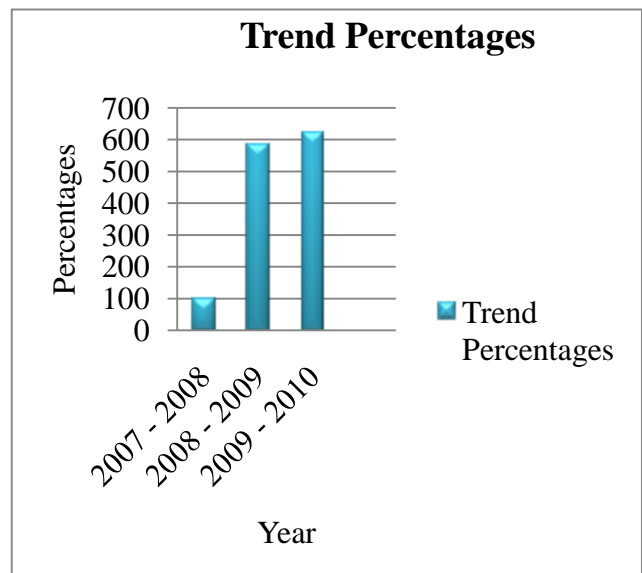 Trend Percentages
Percentages
700
600
500
400
300
200
100
0
2007 - 2008
2008 - 2009
2009 - 2010
Year
Trend
Percentages